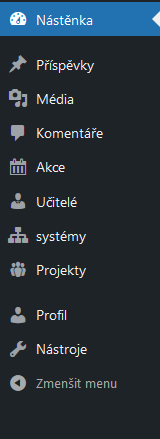 Nástěnka
Příspěvky
Média
Komentáře
Akce
Učitelé
systémy
Projekty
Profil
Nástroje
Zmenšit menu